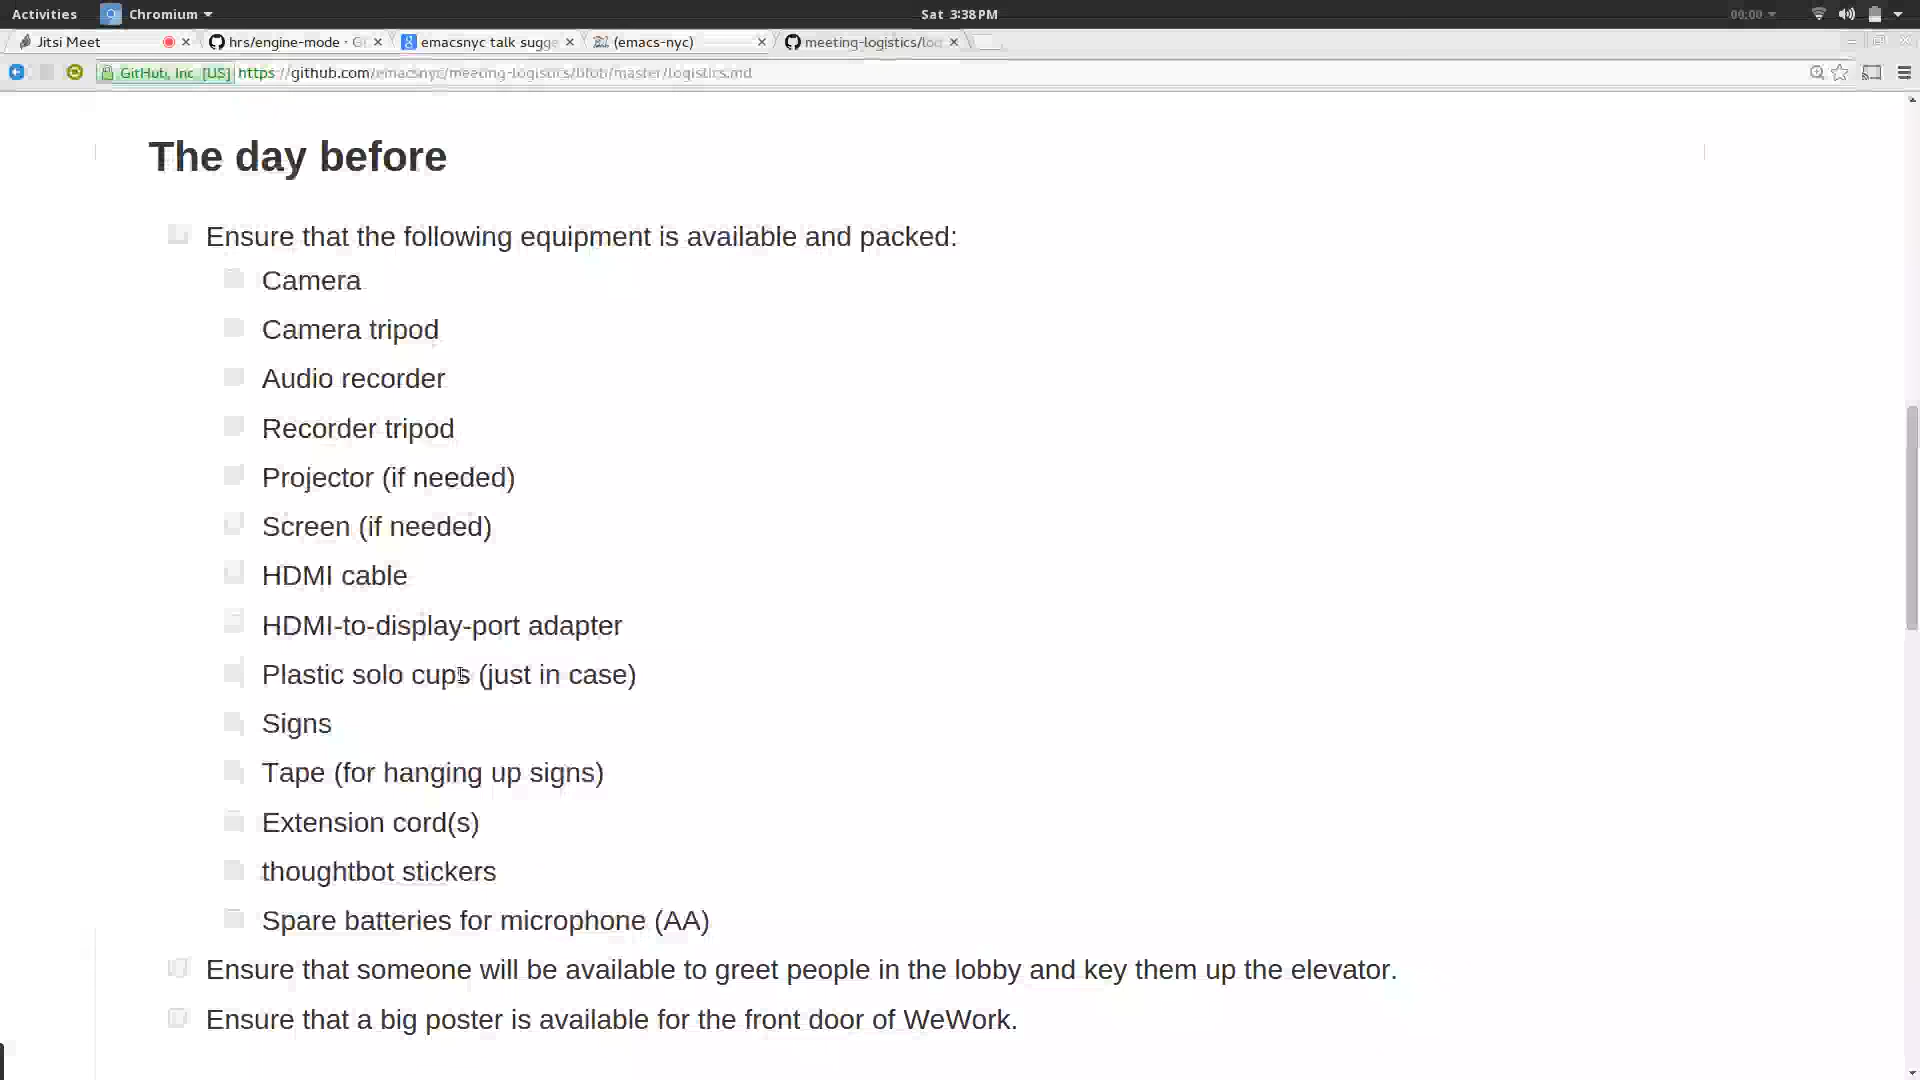 Activities Chromium Sat 3:38PM 00:00
Jitsi Meet hrs/engine-mode · emacsnyc talk sugge (emacs-nyc) meeting-logistics/log
GitHub, Inc. [US] https://github.com/emacsnyc/meeting-logistics/blob/master/logistics.md
The day before
Ensure that the following equipment is available and packed:
Camera
Camera tripod
Audio recorder
Recorder tripod
Projector (if needed)
Screen (if needed)
HDMI cable
HDMI-to-display-port adapter
Plastic solo cups (just in case)
Signs
Tape (for hanging up signs)
Extension cord(s)
thoughtbot stickers
Spare batteries for microphone (AA)
Ensure that someone will be available to greet people in the lobby and key them up the elevator.
Ensure that a big poster is available for the front door of WeWork.